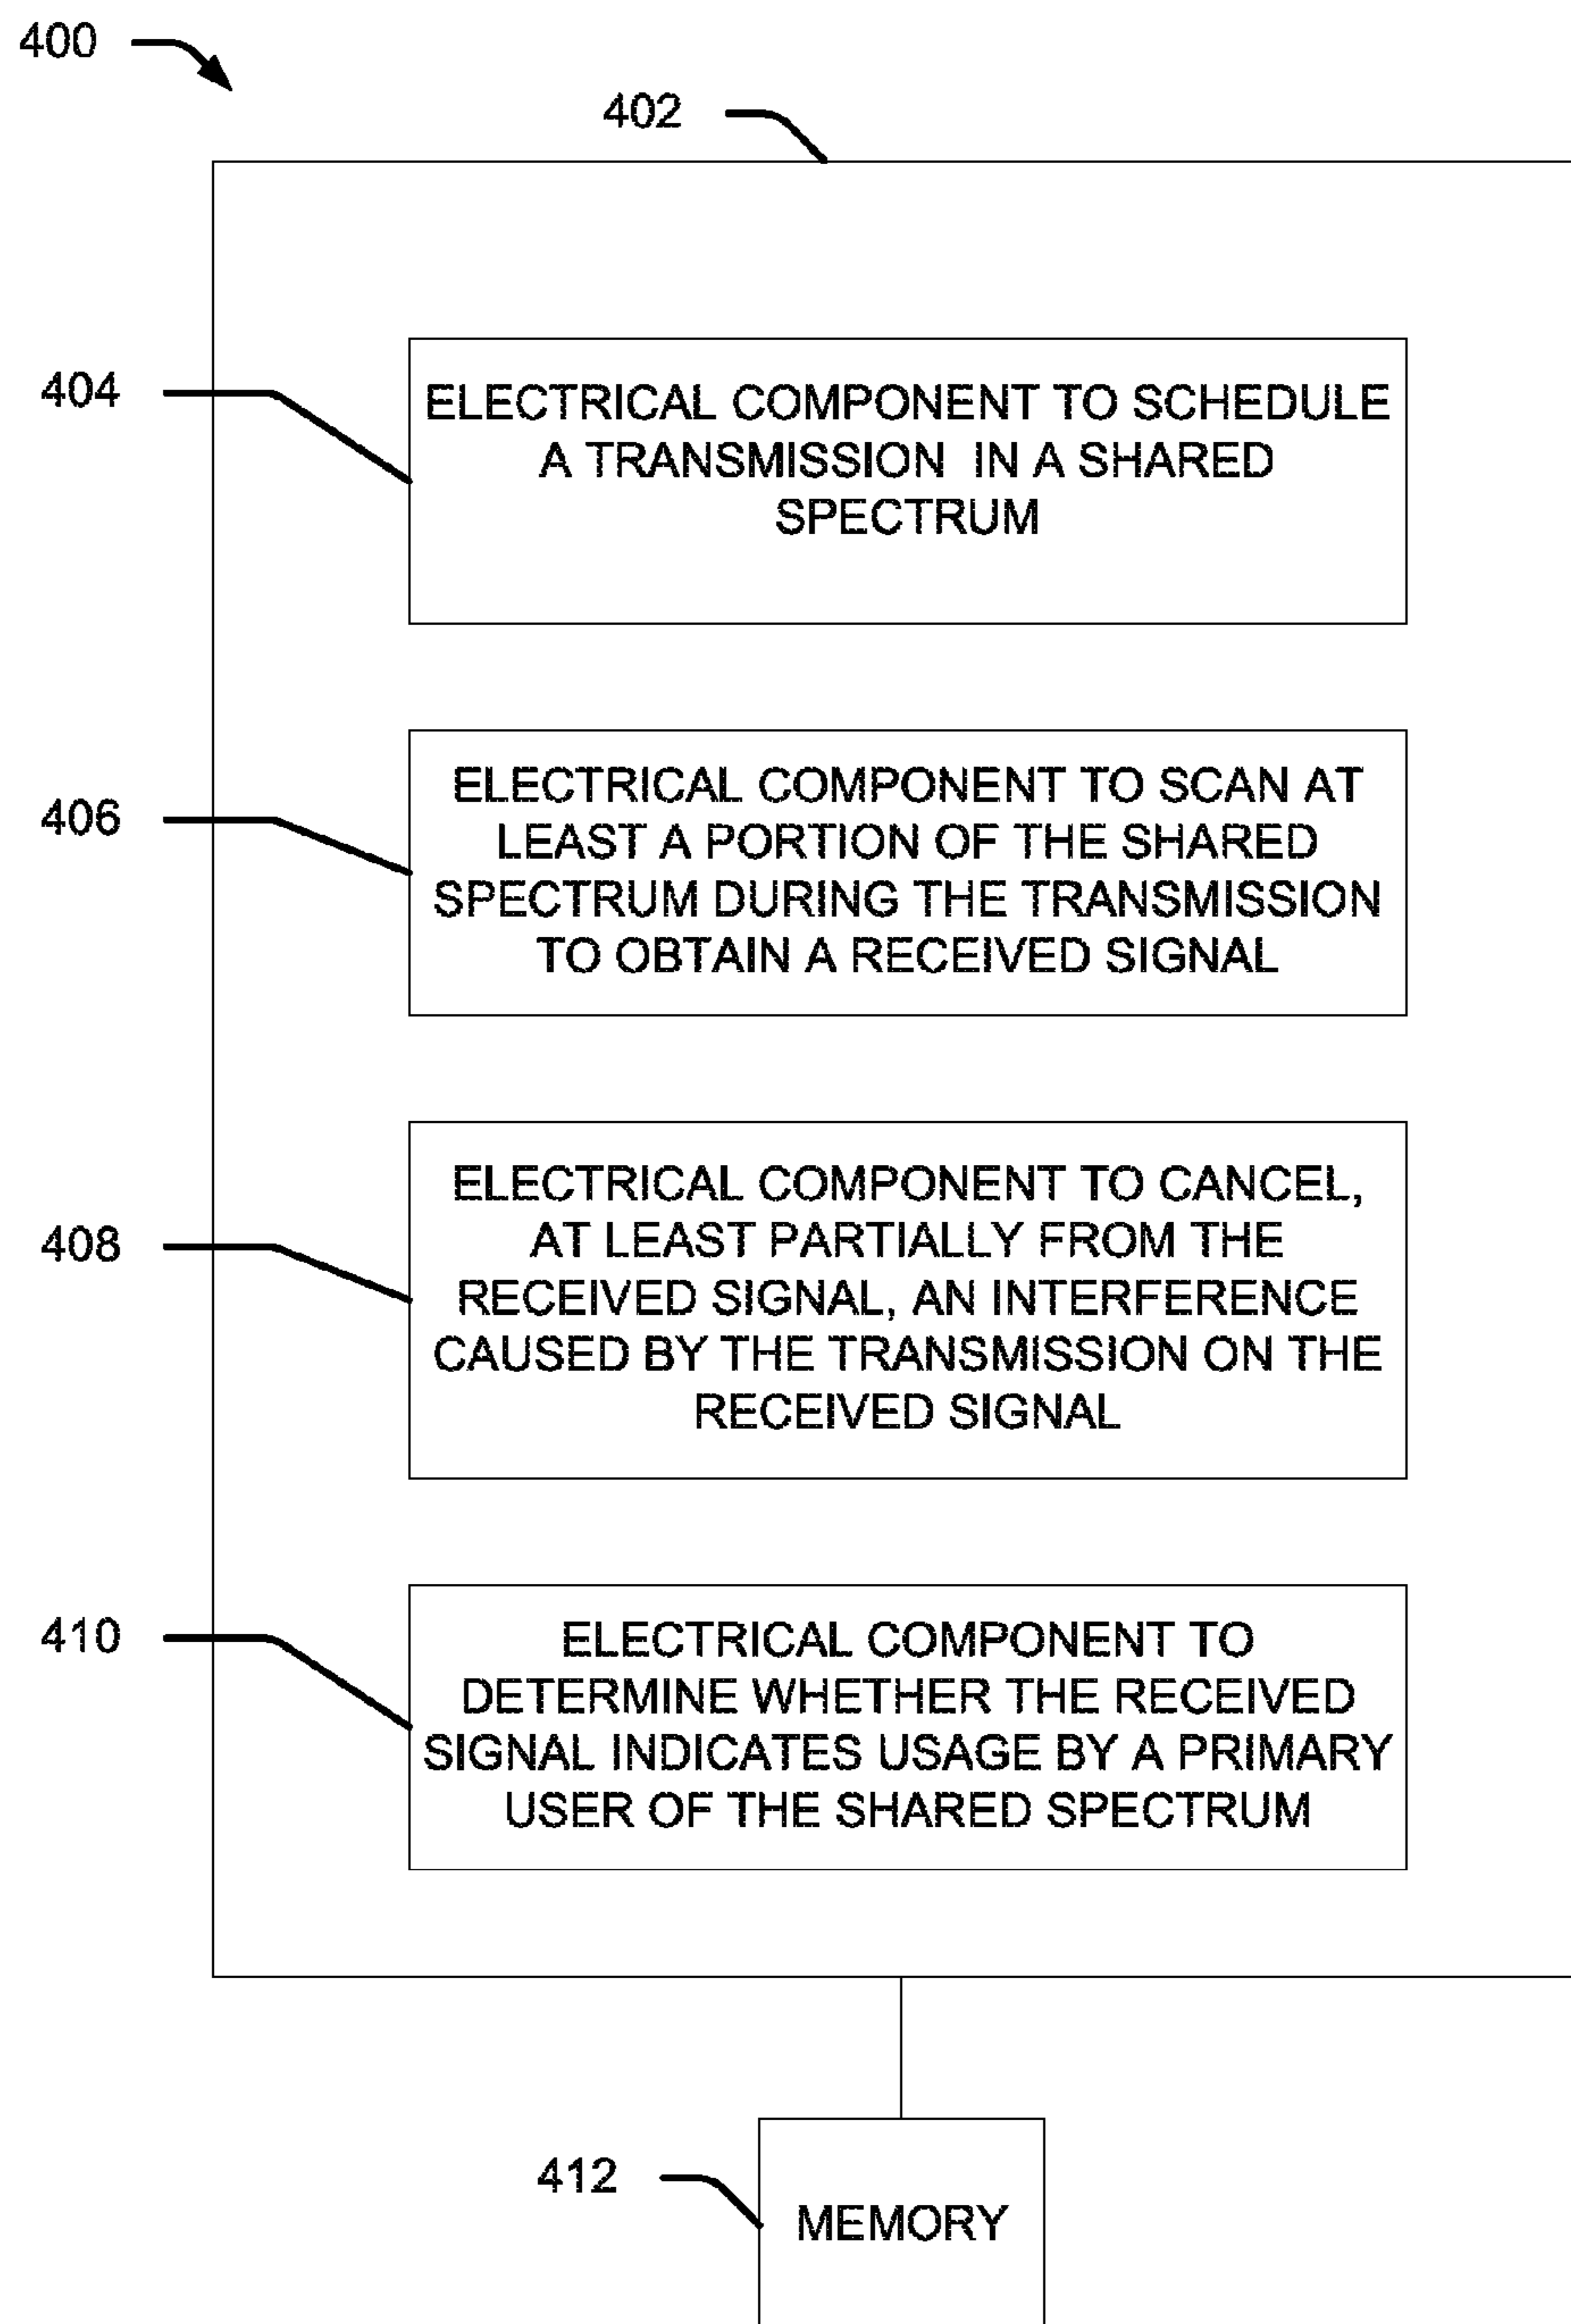 400
402
404
ELECTRICAL COMPONENT TO SCHEDULE
A TRANSMISSION IN A SHARED
SPECTRUM
406
ELECTRICAL COMPONENT TO SCAN AT
LEAST A PORTION OF THE SHARED
SPECTRUM DURING THE TRANSMISSION
TO OBTAIN A RECEIVED SIGNAL
408
ELECTRICAL COMPONENT TO CANCEL,
AT LEAST PARTIALLY FROM THE
RECEIVED SIGNAL, AN INTERFERENCE
CAUSED BY THE TRANSMISSION ON THE
RECEIVED SIGNAL
410
ELECTRICAL COMPONENT TO
DETERMINE WHETHER THE RECEIVED
SIGNAL INDICATES USAGE BY A PRIMARY
USER OF THE SHARED SPECTRUM
412
MEMORY